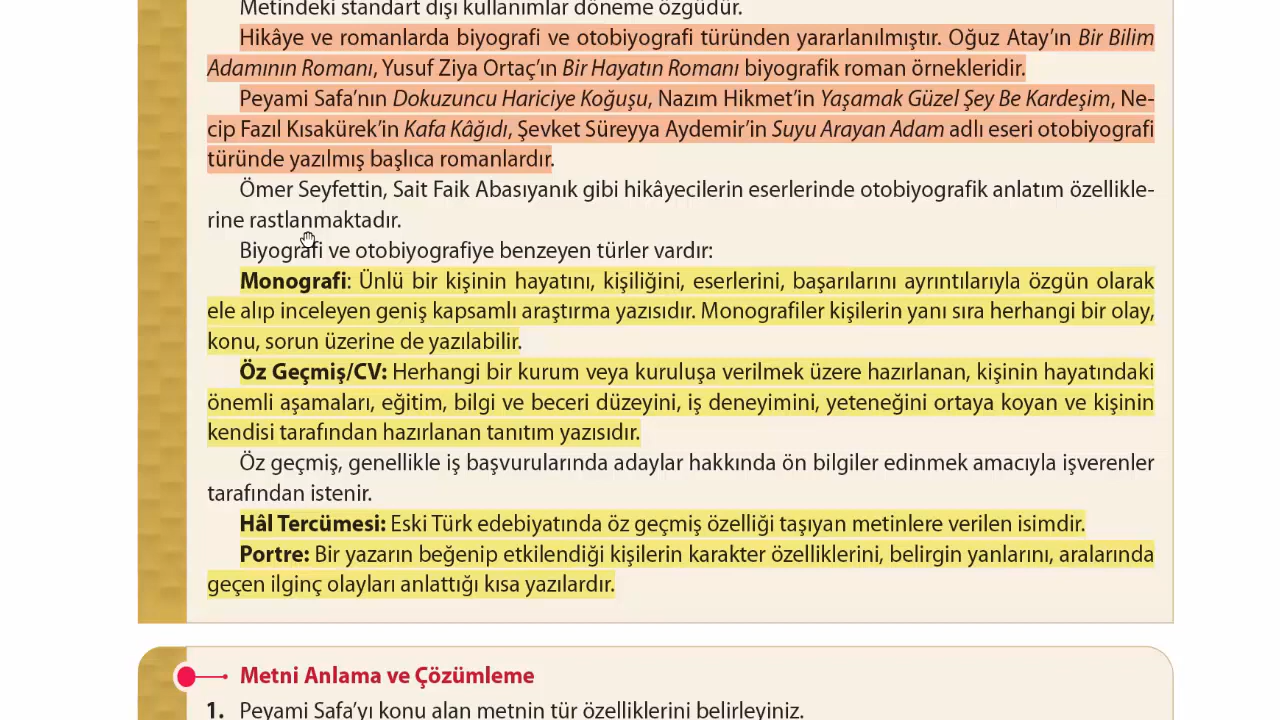 Metindeki standart dışı kullanımlar döneme özgüdür.
Hikâye ve romanlarda biyografi ve otobiyografi türünden yararlanılmıştır. Oğuz Atay’ın Bir Bilim
Adamının Romanı, Yusuf Ziya Ortaç’ın Bir Hayatın Romanı biyografik roman örnekleridir.
Peyami Safa’nın Dokuzuncu Hariciye Koğuşu, Nazım Hikmet’in Yaşamak Güzel Şey Be Kardeşim, Ne-
cip Fazıl Kısakürek’in Kafa Kâğıdı, Şevket Süreyya Aydemir’in Suyu Arayan Adam adlı eseri otobiyografi
türünde yazılmış başlıca romanlardır.
Ömer Seyfettin, Sait Faik Abasıyanık gibi hikâyecilerin eserlerinde otobiyografik anlatım özellikle-
rine rastlanmaktadır.
Biyografi ve otobiyografiye benzeyen türler vardır:
Monografi: Ünlü bir kişinin hayatını, kişiliğini, eserlerini, başarılarını ayrıntılarıyla özgün olarak
ele alıp inceleyen geniş kapsamlı araştırma yazısıdır. Monografiler kişilerin yanı sıra herhangi bir olay,
konu, sorun üzerine de yazılabilir.
Öz Geçmiş/CV: Herhangi bir kurum veya kuruluşa verilmek üzere hazırlanan, kişinin hayatındaki
önemli aşamaları, eğitim, bilgi ve beceri düzeyini, iş deneyimini, yeteneğini ortaya koyan ve kişinin
kendisi tarafından hazırlanan tanıtım yazısıdır.
Öz geçmiş, genellikle iş başvurularında adaylar hakkında ön bilgiler edinmek amacıyla işverenler
tarafından istenir.
Hâl Tercümesi: Eski Türk edebiyatında öz geçmiş özelliği taşıyan metinlere verilen isimdir.
Portre: Bir yazarın beğenip etkilendiği kişilerin karakter özelliklerini, belirgin yanlarını, aralarında
geçen ilginç olayları anlattığı kısa yazılardır.
Metni Anlama ve Çözümleme
1. Peyami Safa’yı konu alan metnin tür özelliklerini belirleyiniz.